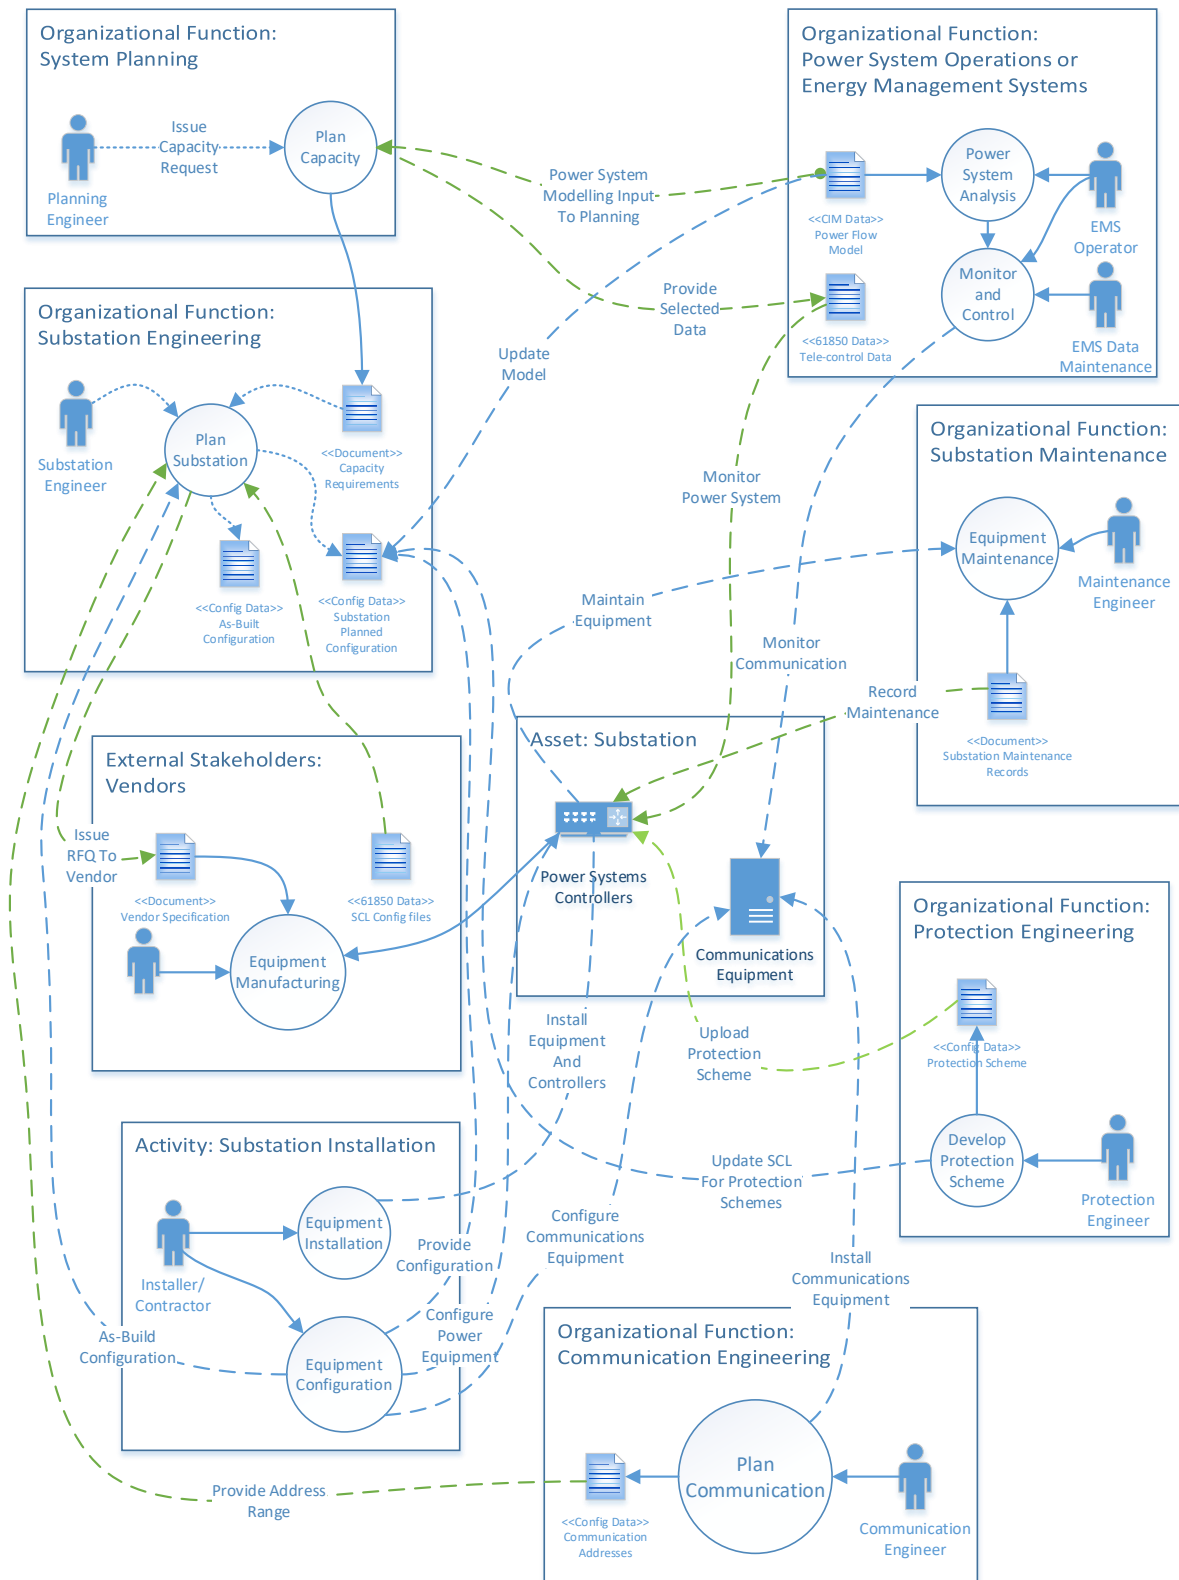 Organizational Function:
System Planning
Issue
Capacity
Request
Plan
Capacity
Planning
Engineer
Organizational Function:
Power System Operations or
Energy Management Systems
Power
System
Analysis
<<CIM Data>>
Power Flow
Model
EMS
Operator
Monitor
and
Control
<<61850 Data>>
Tele-control Data
EMS Data
Maintenance
Power System
Modelling Input
To Planning
Provide
Selected
Data
Update
Model
Organizational Function:
Substation Engineering
Substation
Engineer
Plan
Substation
<<Document>>
Capacity
Requirements
<<Config Data>>
As-Built
Configuration
<<Config Data>>
Substation
Planned
Configuration
Monitor
Power System
Organizational Function:
Substation Maintenance
Equipment
Maintenance
Maintenance
Engineer
<<Document>>
Substation Maintenance
Records
Maintain
Equipment
Monitor
Communication
Record
Maintenance
External Stakeholders:
Vendors
Issue
RFQ To
Vendor
<<Document>>
Vendor Specification
<<61850 Data>>
SCL Config files
Equipment
Manufacturing
Asset: Substation
Power Systems
Controllers
Communications
Equipment
Organizational Function:
Protection Engineering
<<Config Data>>
Protection Scheme
Develop
Protection
Scheme
Protection
Engineer
Install
Equipment
And
Controllers
Upload
Protection
Scheme
Update SCL
For Protection
Schemes
Activity: Substation Installation
Equipment
Installation
Installer/
Contractor
Provide
Configuration
Configure
Communications
Equipment
Install
Communications
Equipment
As-Build
Configuration
Equipment
Configuration
Configure
Power
Equipment
Organizational Function:
Communication Engineering
Plan
Communication
<<Config Data>>
Communication
Addresses
Communication
Engineer
Provide Address
Range